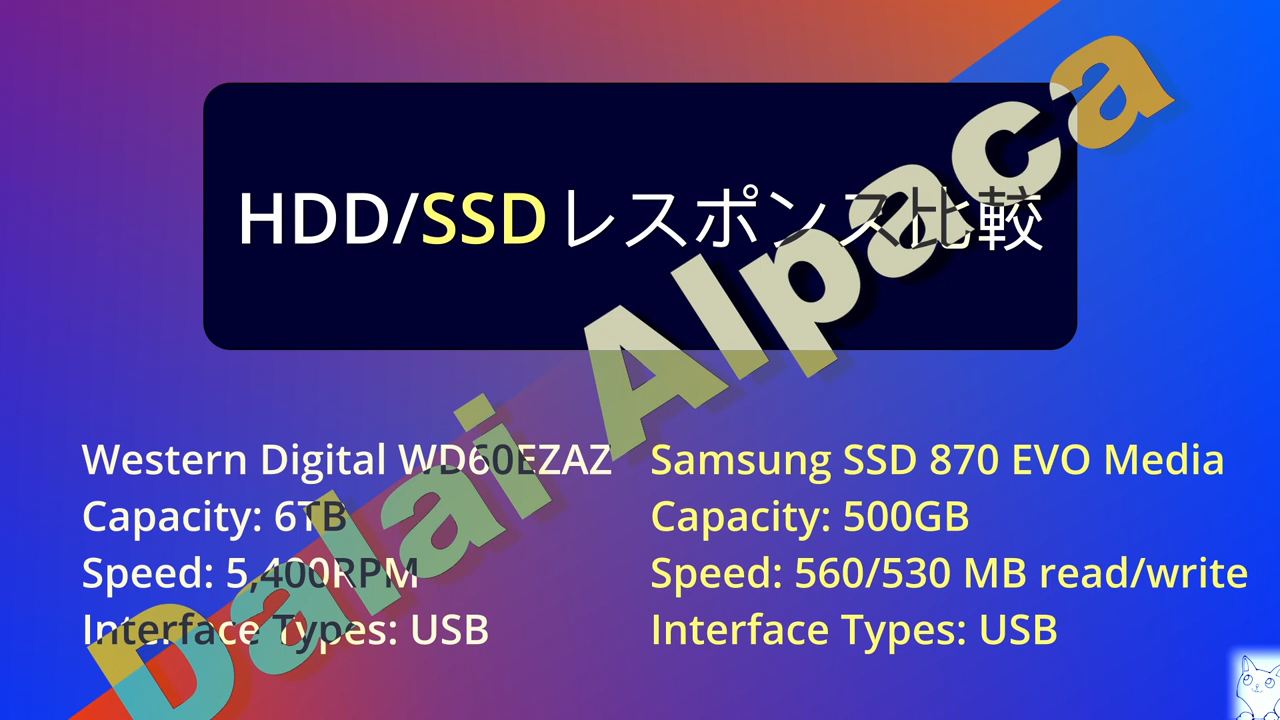 HDD/SSDレスポンス比較
Dalai Alpaca
Western Digital WD60EZAZ
Capacity: 6TB
Speed: 5,400RPM
Interface Types: USB
Samsung SSD 870 EVO Media
Capacity: 500GB
Speed: 560/530 MB read/write
Interface Types: USB